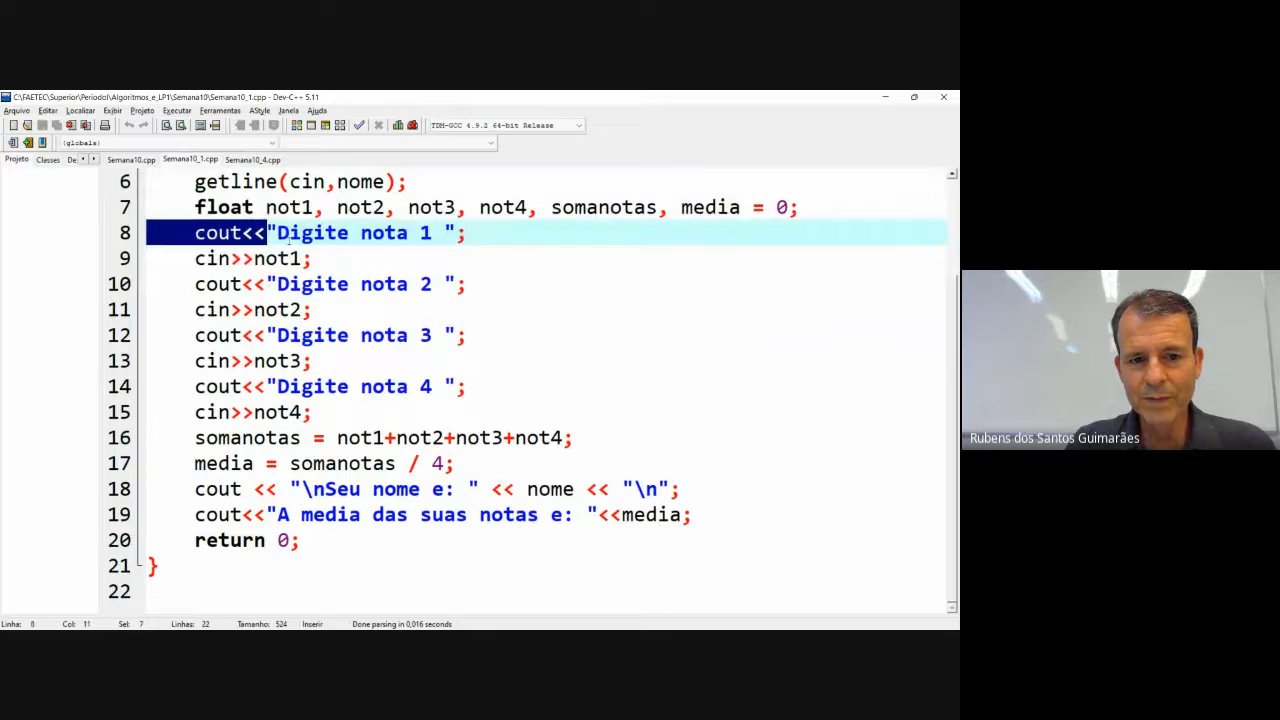 C:\FAETEC\Superior\PeriodoI\Algoritmos_e_LP1\Semana10\Semana10_1.cpp - Dev-C++ 5.11
Arquivo Editar Localizar Exibir Projeto Executar Ferramentas AStyle Janela Ajuda
TDM-GCC 4.9.2 64-bit Release
(globals)
Projeto Classes De Semana10.cpp Semana10_1.cpp Semana10_4.cpp
6 getline(cin,nome);
7 float not1, not2, not3, not4, somanotas, media = 0;
8 cout<<"Digite nota 1 ";
9 cin>>not1;
10 cout<<"Digite nota 2 ";
11 cin>>not2;
12 cout<<"Digite nota 3 ";
13 cin>>not3;
14 cout<<"Digite nota 4 ";
15 cin>>not4;
16 somanotas = not1+not2+not3+not4;
17 media = somanotas / 4;
18 cout << "\nSeu nome e: " << nome << "\n";
19 cout<<"A media das suas notas e: "<<media;
20 return 0;
21 }
22
Linha: 8 Col: 11 Sel: 7 Linhas: 22 Tamanho: 524 Inserir Done parsing in 0,016 seconds
Rubens dos Santos Guimarães